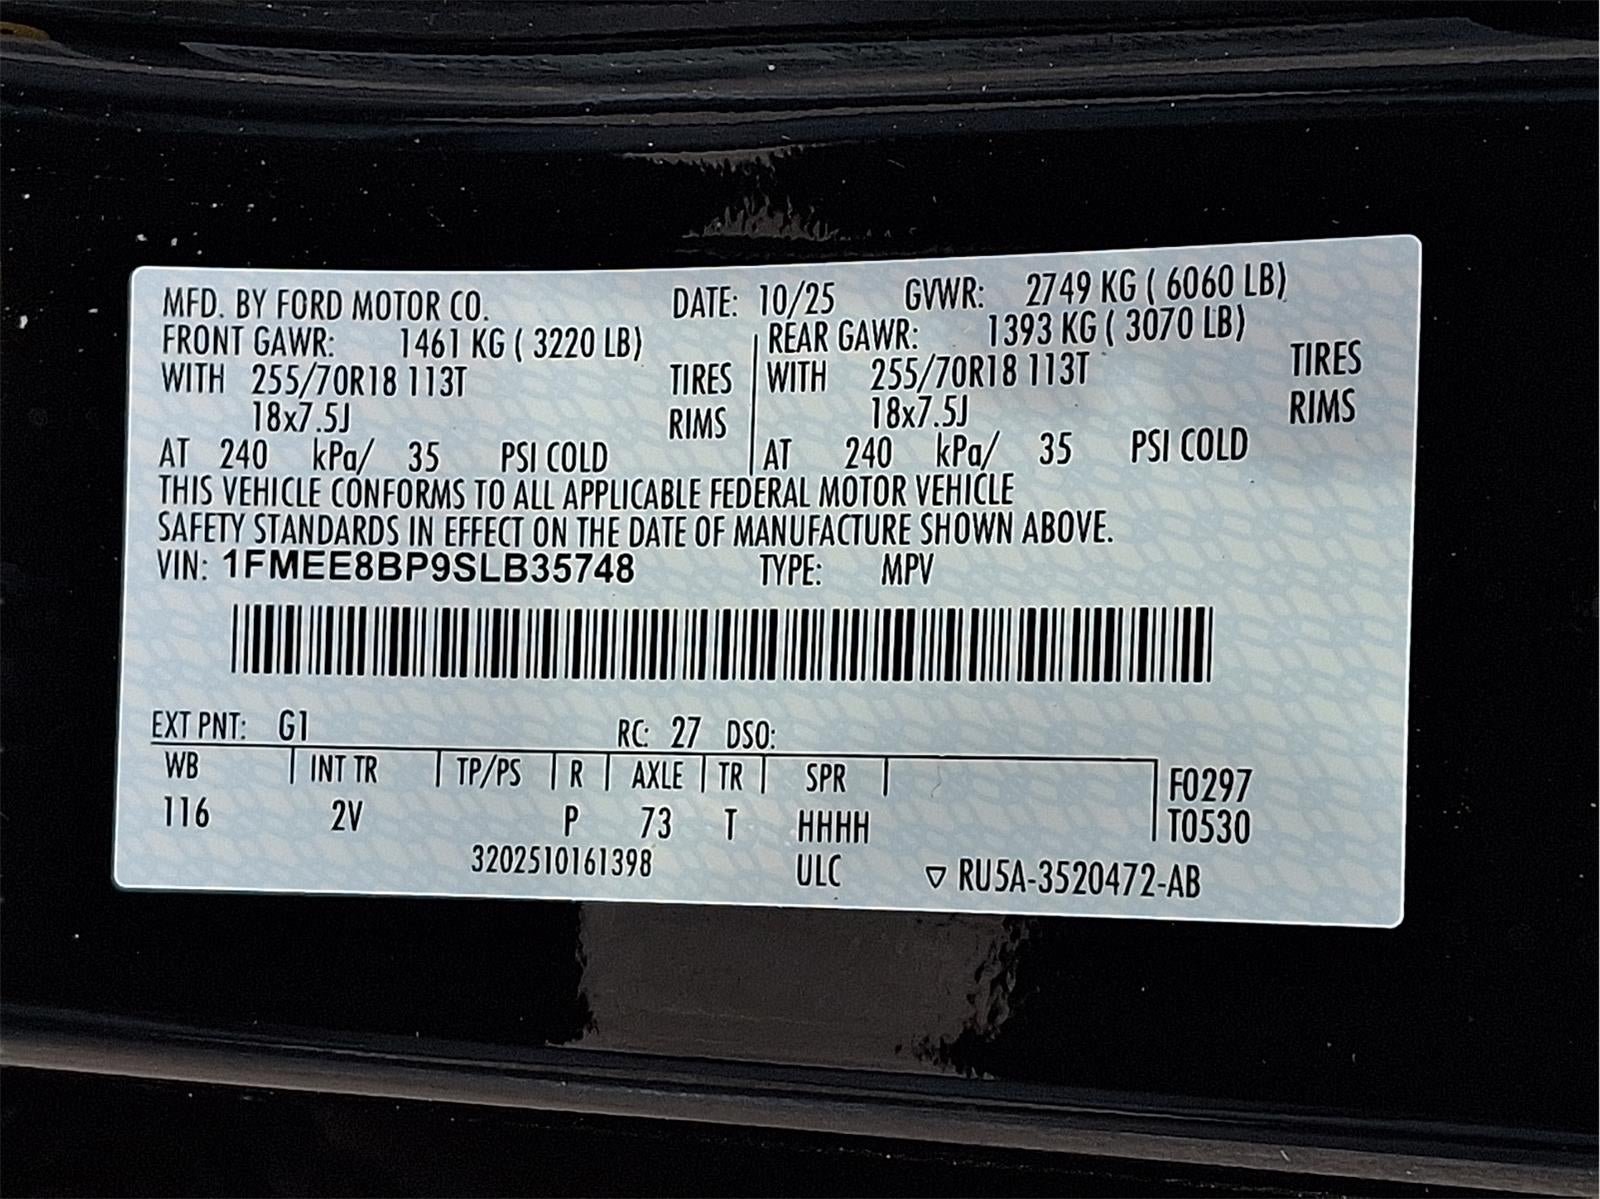 MFD. BY FORD MOTOR CO. DATE: 10/25 GVWR: 2749 KG ( 6060 LB)
FRONT GAWR: 1461 KG ( 3220 LB) REAR GAWR: 1393 KG ( 3070 LB)
WITH 255/70R18 113T TIRES WITH 255/70R18 113T TIRES
18x7.5J RIMS 18x7.5J RIMS
AT 240 kPa/ 35 PSI COLD AT 240 kPa/ 35 PSI COLD
THIS VEHICLE CONFORMS TO ALL APPLICABLE FEDERAL MOTOR VEHICLE
SAFETY STANDARDS IN EFFECT ON THE DATE OF MANUFACTURE SHOWN ABOVE.
VIN: 1FMEE8BP9SLB35748 TYPE: MPV
EXT PNT: G1 RC: 27 DSO:
WB INT TR TP/PS R AXLE TR SPR F0297
116 2V P 73 T HHHH T0530
3202510161398 ULC ▽ RU5A-3520472-AB